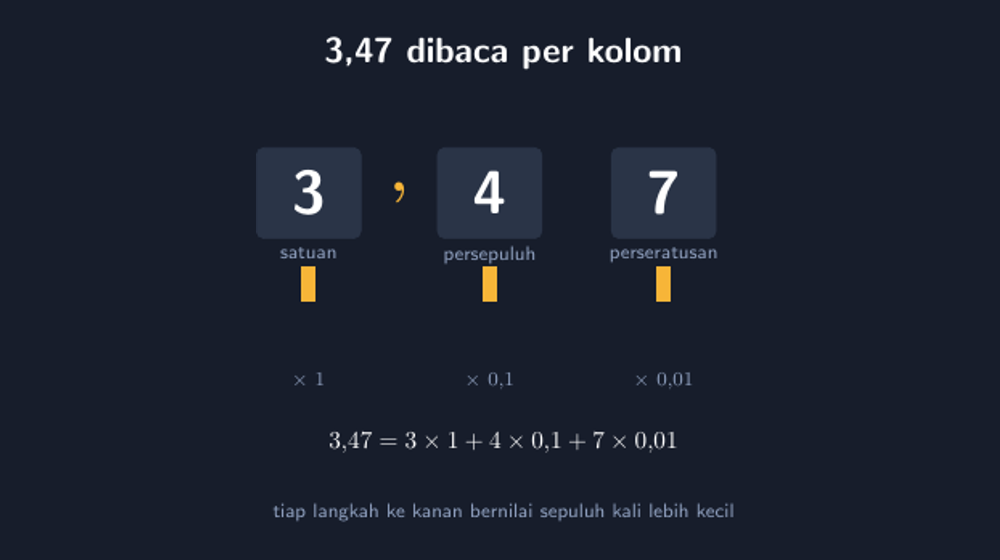 3,47 dibaca per kolom
3 , 4 7
satuan persepuluh perseratusan
× 1 × 0,1 × 0,01
3,47 = 3 × 1 + 4 × 0,1 + 7 × 0,01
tiap langkah ke kanan bernilai sepuluh kali lebih kecil